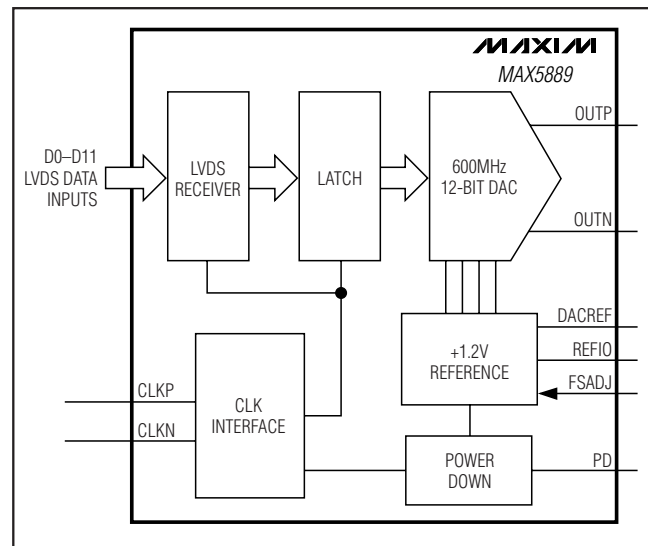 MAXIM
MAX5889
D0–D11
LVDS DATA
INPUTS
LVDS
RECEIVER
LATCH
600MHz
12-BIT DAC
OUTP
OUTN
+1.2V
REFERENCE
DACREF
REFIO
FSADJ
CLKP
CLKN
CLK
INTERFACE
POWER
DOWN
PD